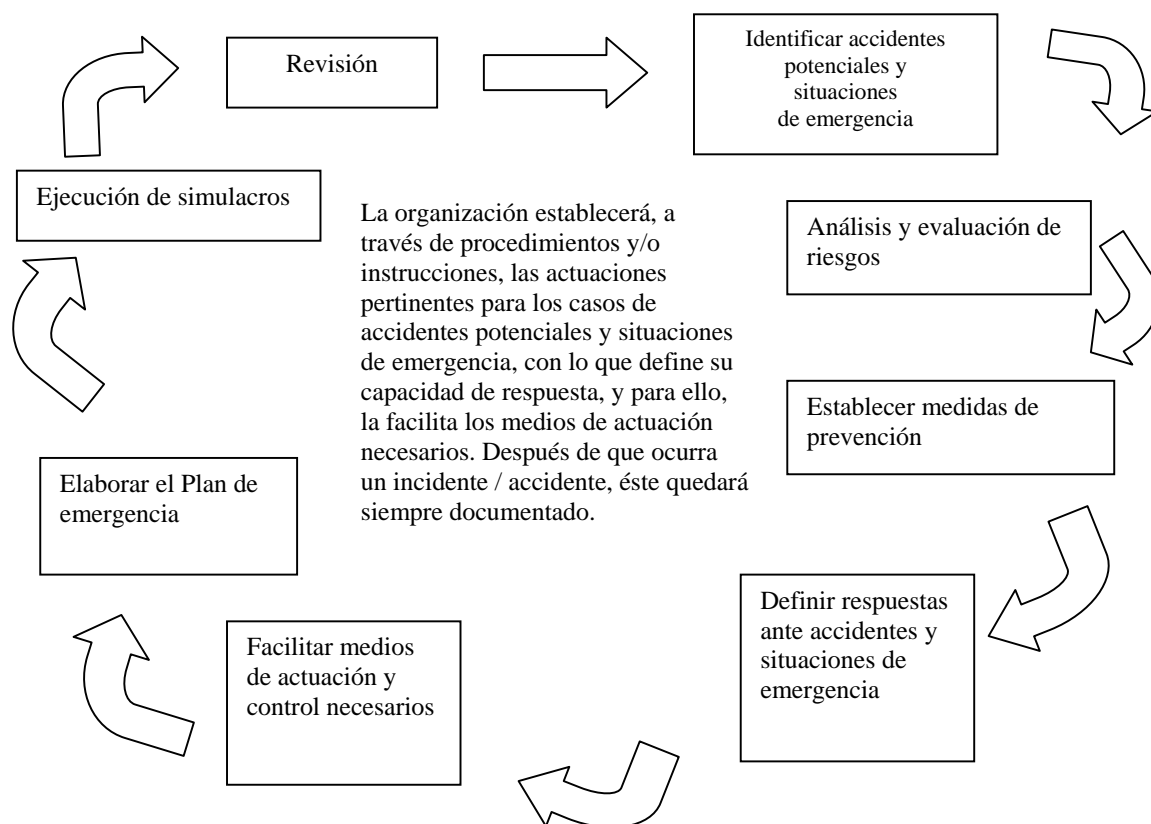 Revisión
Identificar accidentes
potenciales y
situaciones
de emergencia
Ejecución de simulacros
La organización establecerá, a
través de procedimientos y/o
instrucciones, las actuaciones
pertinentes para los casos de
accidentes potenciales y situaciones
de emergencia, con lo que define su
capacidad de respuesta, y para ello,
la facilita los medios de actuación
necesarios. Después de que ocurra
un incidente / accidente, éste quedará
siempre documentado.
Análisis y evaluación de
riesgos
Establecer medidas de
prevención
Elaborar el Plan de
emergencia
Definir respuestas
ante accidentes y
situaciones de
emergencia
Facilitar medios
de actuación y
control necesarios